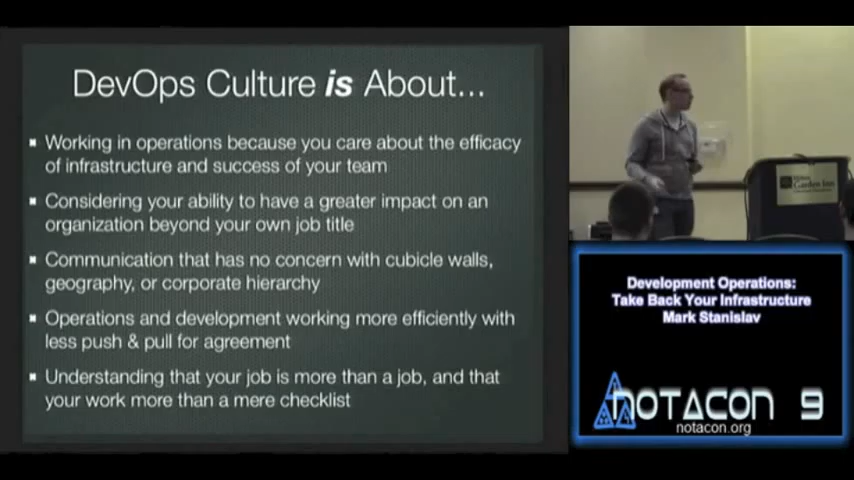 DevOps Culture is About...
Working in operations because you care about the efficacy
of infrastructure and success of your team
Considering your ability to have a greater impact on an
organization beyond your own job title
Communication that has no concern with cubicle walls,
geography, or corporate hierarchy
Operations and development working more efficiently with
less push & pull for agreement
Understanding that your job is more than a job, and that
your work more than a mere checklist
Hilton
Garden Inn
Development Operations:
Take Back Your Infrastructure
Mark Stanislav
NOTACON 9
notacon.org